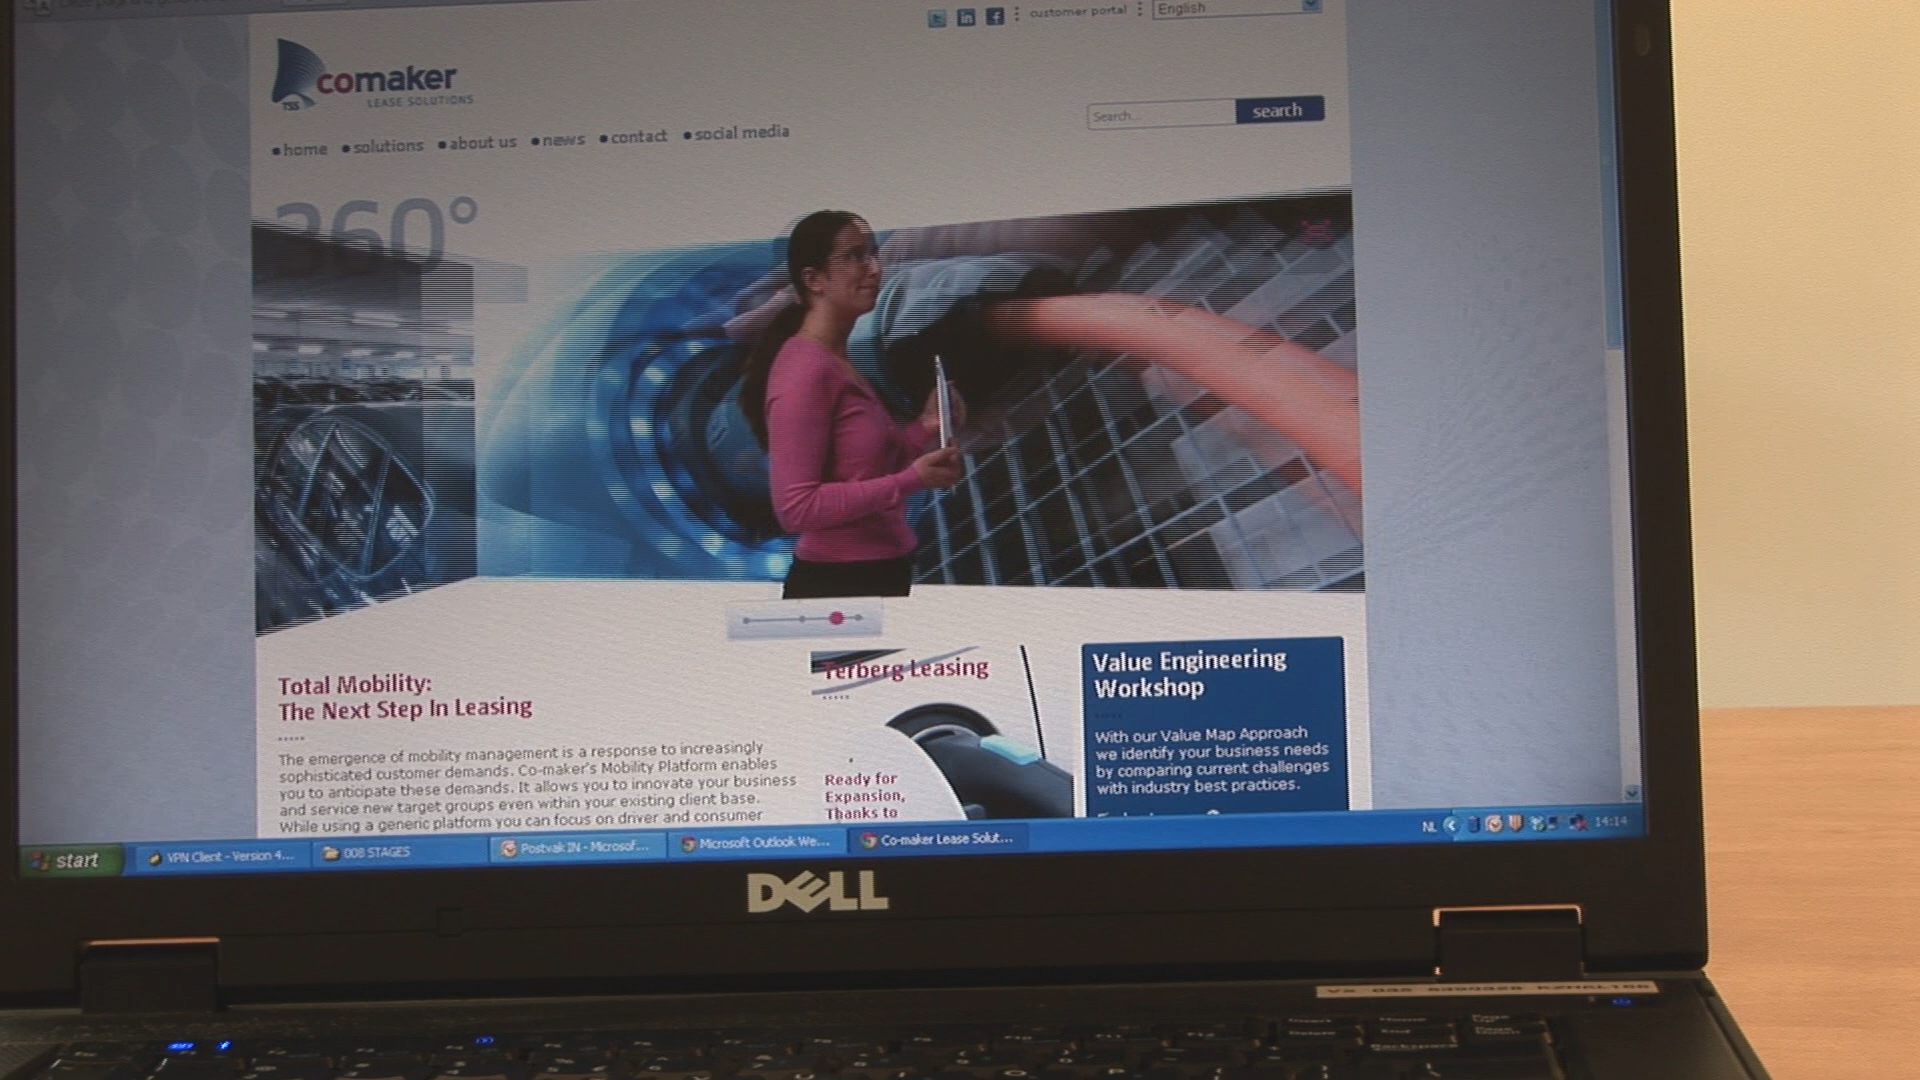 customer portal
English
comaker
TSS
LEASE SOLUTIONS
Search...
search
home
solutions
about us
news
contact
social media
360°
Total Mobility:
The Next Step In Leasing
The emergence of mobility management is a response to increasingly
sophisticated customer demands. Co-maker's Mobility Platform enables
you to anticipate these demands. It allows you to innovate your business
and service new target groups even within your existing client base.
While using a generic platform you can focus on driver and consumer
Terberg Leasing
Ready for
Expansion,
Thanks to
Value Engineering
Workshop
With our Value Map Approach
we identify your business needs
by comparing current challenges
with industry best practices.
start
VPN Client - Version 4...
008 STAGES
Postvak IN - Microsof...
Microsoft Outlook We...
Co-maker Lease Solut...
NL
14:14
DELL